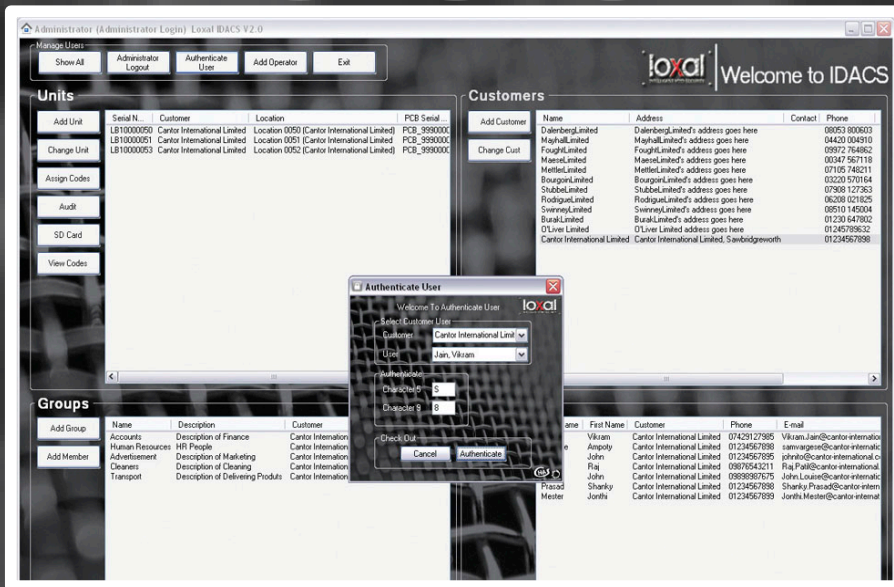 Administrator (Administrator Login) Loxal IDACS V2.0
Manage Users
Show All
Administrator Logout
Authenticate User
Add Operator
Exit
loxal
Welcome to IDACS
Units
Add Unit
Change Unit
Assign Codes
Audit
SD Card
View Codes
Serial N... Customer Location PCB Serial ...
LB10000050 Cantor International Limited Location 0050 (Cantor International Limited) PCB_9990000
LB10000051 Cantor International Limited Location 0051 (Cantor International Limited) PCB_9990000
LB10000053 Cantor International Limited Location 0052 (Cantor International Limited) PCB_9990000
Customers
Add Customer
Change Cust
Name Address Contact Phone
DalenbergLimited DalenbergLimited's address goes here 08053 800603
MayhallLimited MayhallLimited's address goes here 04420 004910
FoughtLimited FoughtLimited's address goes here 09972 764862
MaeseLimited MaeseLimited's address goes here 00347 567118
MettlerLimited MettlerLimited's address goes here 07105 748211
BourgoinLimited BourgoinLimited's address goes here 03220 570164
StubbeLimited StubbeLimited's address goes here 07908 127363
RodrigueLimited RodrigueLimited's address goes here 06208 021825
SwinneyLimited SwinneyLimited's address goes here 08510 145004
BurakLimited BurakLimited's address goes here 01230 647802
O'Liver Limited O'Liver Limited address goes here 01245789632
Cantor International Limited Cantor International Limited, Sawbridgeworth 01234567898
Authenticate User
Welcome To Authenticate User
loxal
Select Customer User
Customer Cantor International Limit
User Jain, Vikram
Authenticate
Character 5 S
Character 9 8
Check Out
Cancel
Authenticate
Groups
Add Group
Add Member
Name Description Customer
Accounts Description of Finance Cantor Internation
Human Resources HR People Cantor Internation
Advertisement Description of Marketing Cantor Internation
Cleaners Description of Cleaning Cantor Internation
Transport Description of Delivering Produts Cantor Internation
ame First Name Customer Phone E-mail
Vikram Cantor International Limited 07429127985 Vikram.Jain@cantor-internation
Ampoty Cantor International Limited 01234567898 samvargese@cantor-internatic
John Cantor International Limited 01234567895 johnito@cantor-international.co
Raj Cantor International Limited 09876543211 Raj.Patil@cantor-international.
John Cantor International Limited 09898987675 John.Louise@cantor-internatic
Prasad Shanky Cantor International Limited 01234567898 Shanky.Prasad@cantor-intern
Mester Jonthi Cantor International Limited 01234567899 Jonthi.Mester@cantor-internat